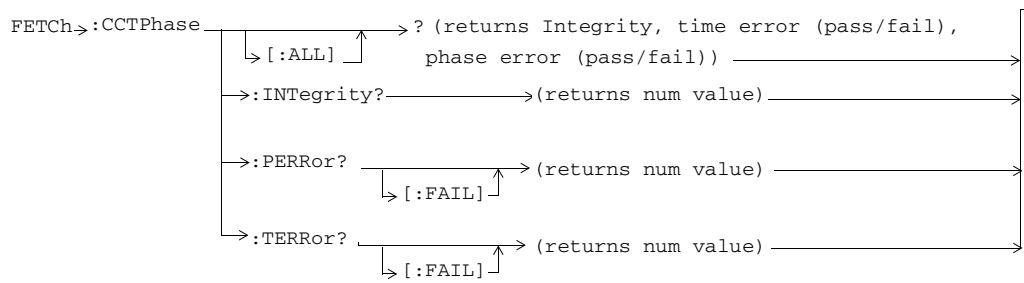 FETCh :CCTPhase ? (returns Integrity, time error (pass/fail),
[:ALL] phase error (pass/fail))
:INTegrity? (returns num value)
:PERRor? (returns num value)
[:FAIL]
:TERRor? (returns num value)
[:FAIL]